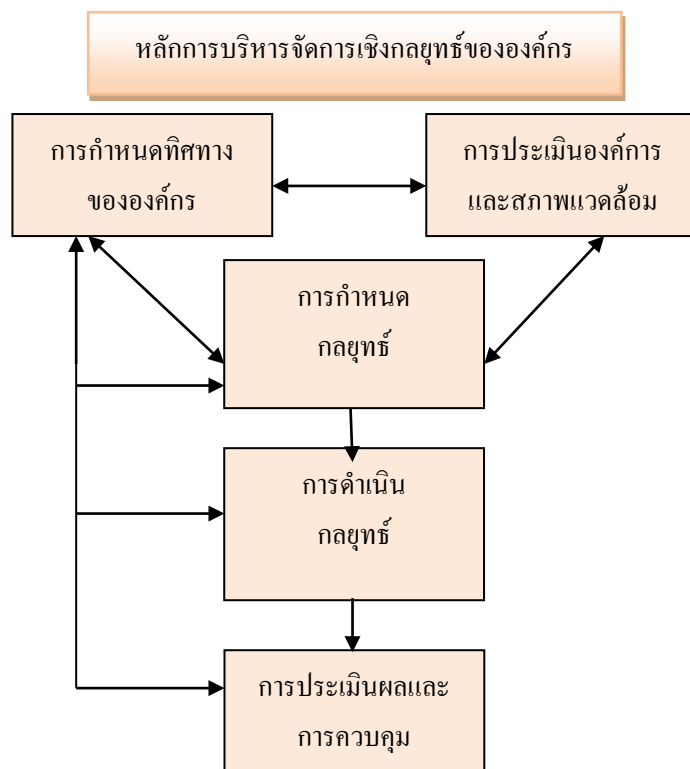 หลักการบริหารจัดการเชิงกลยุทธ์ขององค์กร
การกำหนดทิศทาง
ขององค์กร
การประเมินองค์การ
และสภาพแวดล้อม
การกำหนด
กลยุทธ์
การดำเนิน
กลยุทธ์
การประเมินผลและ
การควบคุม